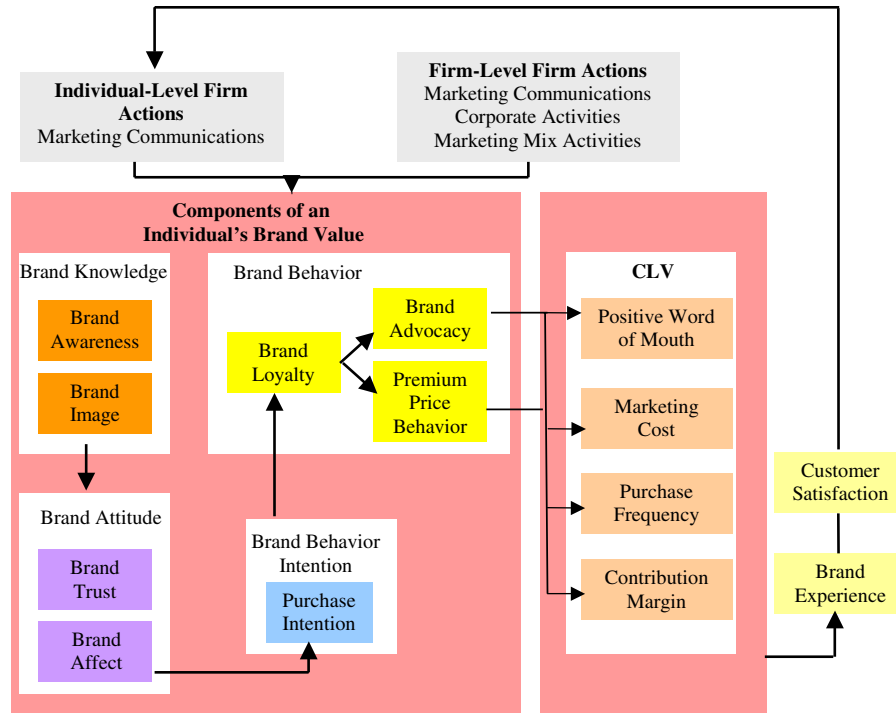 Individual-Level Firm
Actions
Marketing Communications
Firm-Level Firm Actions
Marketing Communications
Corporate Activities
Marketing Mix Activities
Components of an
Individual's Brand Value
Brand Knowledge
Brand
Awareness
Brand
Image
Brand Attitude
Brand
Trust
Brand
Affect
Brand Behavior
Intention
Purchase
Intention
Brand Behavior
Brand
Loyalty
Brand
Advocacy
Premium
Price
Behavior
CLV
Positive Word
of Mouth
Marketing
Cost
Purchase
Frequency
Contribution
Margin
Customer
Satisfaction
Brand
Experience